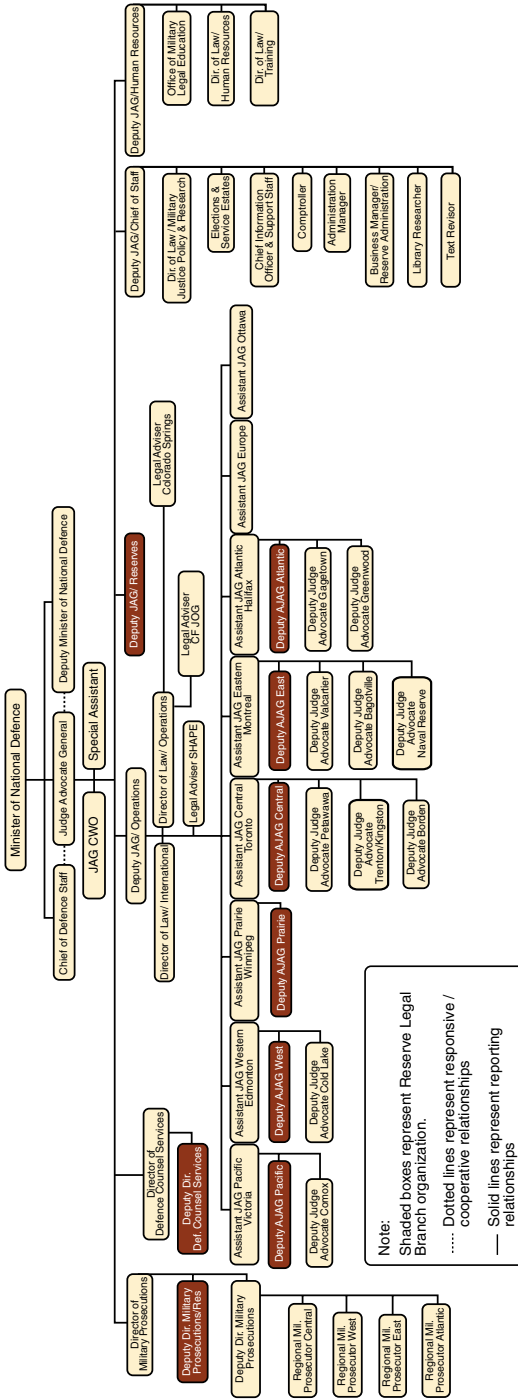 Minister of National Defence
Chief of Defence Staff
Judge Advocate General
Deputy Minister of National Defence
JAG CWO
Special Assistant
Director of
Military Prosecutions
Deputy Dir. Military
Prosecutions/Res
Deputy Dir. Military
Prosecutions
Regional Mil.
Prosecutor Central
Regional Mil.
Prosecutor West
Regional Mil.
Prosecutor East
Regional Mil.
Prosecutor Atlantic
Director of
Defence Counsel Services
Deputy Dir.
Def. Counsel Services
Deputy JAG/ Operations
Director of Law/ International
Director of Law/ Operations
Legal Adviser SHAPE
Legal Adviser
CF JOG
Legal Adviser
Colorado Springs
Assistant JAG Pacific
Victoria
Deputy AJAG Pacific
Deputy Judge
Advocate Comox
Assistant JAG Western
Edmonton
Deputy AJAG West
Deputy Judge
Advocate Cold Lake
Assistant JAG Prairie
Winnipeg
Deputy AJAG Prairie
Assistant JAG Central
Toronto
Deputy AJAG Central
Deputy Judge
Advocate Petawawa
Deputy Judge
Advocate
Trenton/Kingston
Deputy Judge
Advocate Borden
Assistant JAG Eastern
Montreal
Deputy AJAG East
Deputy Judge
Advocate Valcartier
Deputy Judge
Advocate Bagotville
Deputy Judge
Advocate
Naval Reserve
Assistant JAG Atlantic
Halifax
Deputy AJAG Atlantic
Deputy Judge
Advocate Gagetown
Deputy Judge
Advocate Greenwood
Assistant JAG Europe
Assistant JAG Ottawa
Deputy JAG/ Reserves
Deputy JAG/Chief of Staff
Dir. of Law / Military
Justice Policy & Research
Elections &
Service Estates
Chief Information
Officer & Support Staff
Comptroller
Administration
Manager
Business Manager/
Reserve Administration
Library Researcher
Text Revisor
Deputy JAG/Human Resources
Office of Military
Legal Education
Dir. of Law/
Human Resources
Dir. of Law/
Training
Note:
Shaded boxes represent Reserve Legal
Branch organization.
..... Dotted lines represent responsive /
cooperative relationships
— Solid lines represent reporting
relationships